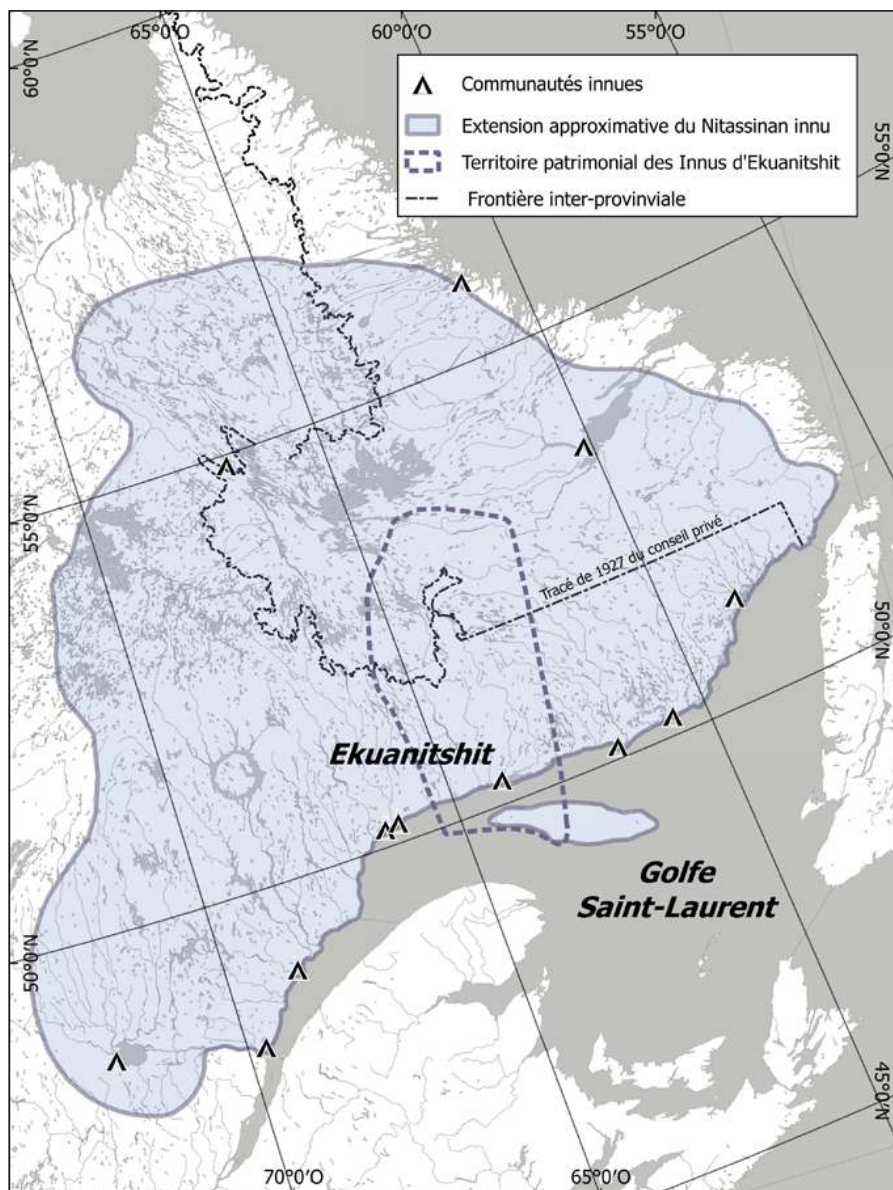 65°0'O
60°0'O
55°0'O
60°0'N
55°0'N
Communautés innues
Extension approximative du Nitassinan innu
Territoire patrimonial des Innus d'Ekuanitshit
Frontière inter-provinviale
55°0'N
Tracé de 1927 du conseil privé
50°0'N
Ekuanitshit
Golfe
Saint-Laurent
50°0'N
45°0'N
70°0'O
65°0'O